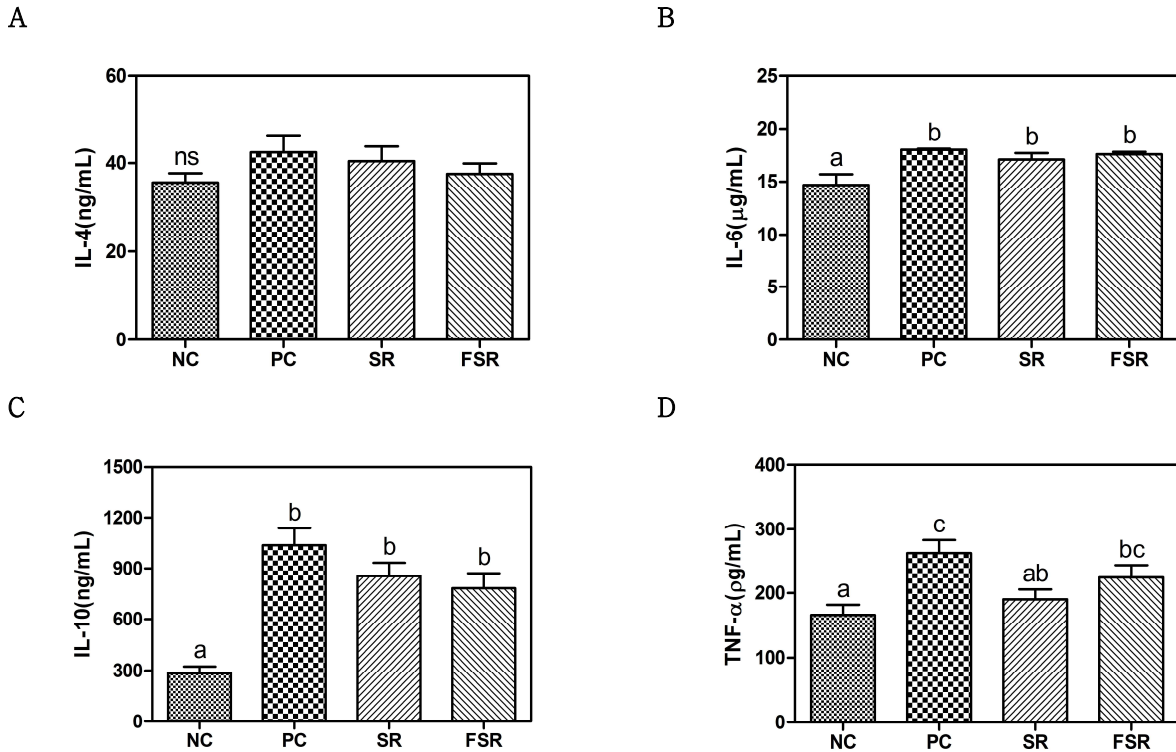 A
IL-4(ng/mL)
60
40
20
0
ns
NC PC SR FSR
B
IL-6(μg/mL)
25
20
15
10
5
0
a b b b
NC PC SR FSR
C
IL-10(ng/mL)
1500
1200
900
600
300
0
a b b b
NC PC SR FSR
D
TNF-α(ρg/mL)
400
300
200
100
0
a c ab bc
NC PC SR FSR